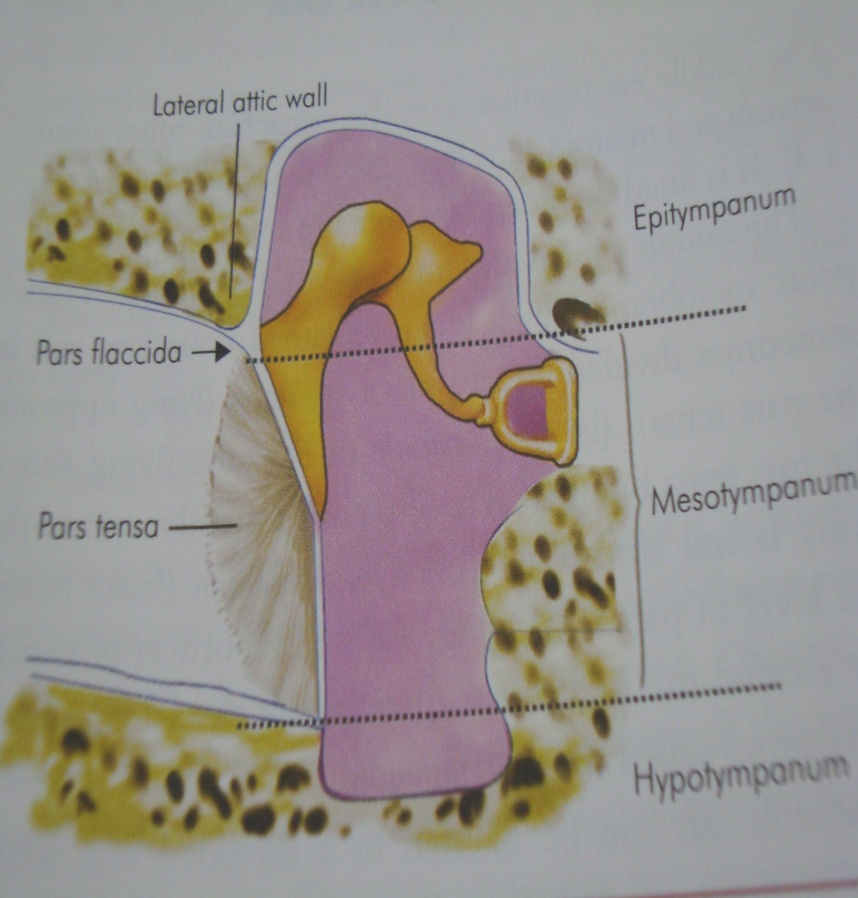 Lateral attic wall
Epitympanum
Pars flaccida
Mesotympanum
Pars tensa
Hypotympanum